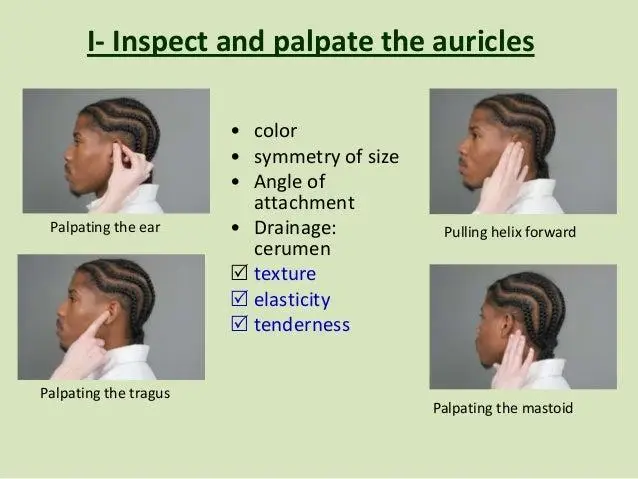 I- Inspect and palpate the auricles
• color
• symmetry of size
• Angle of
attachment
• Drainage:
cerumen
☑ texture
☑ elasticity
☑ tenderness
Palpating the ear
Pulling helix forward
Palpating the tragus
Palpating the mastoid